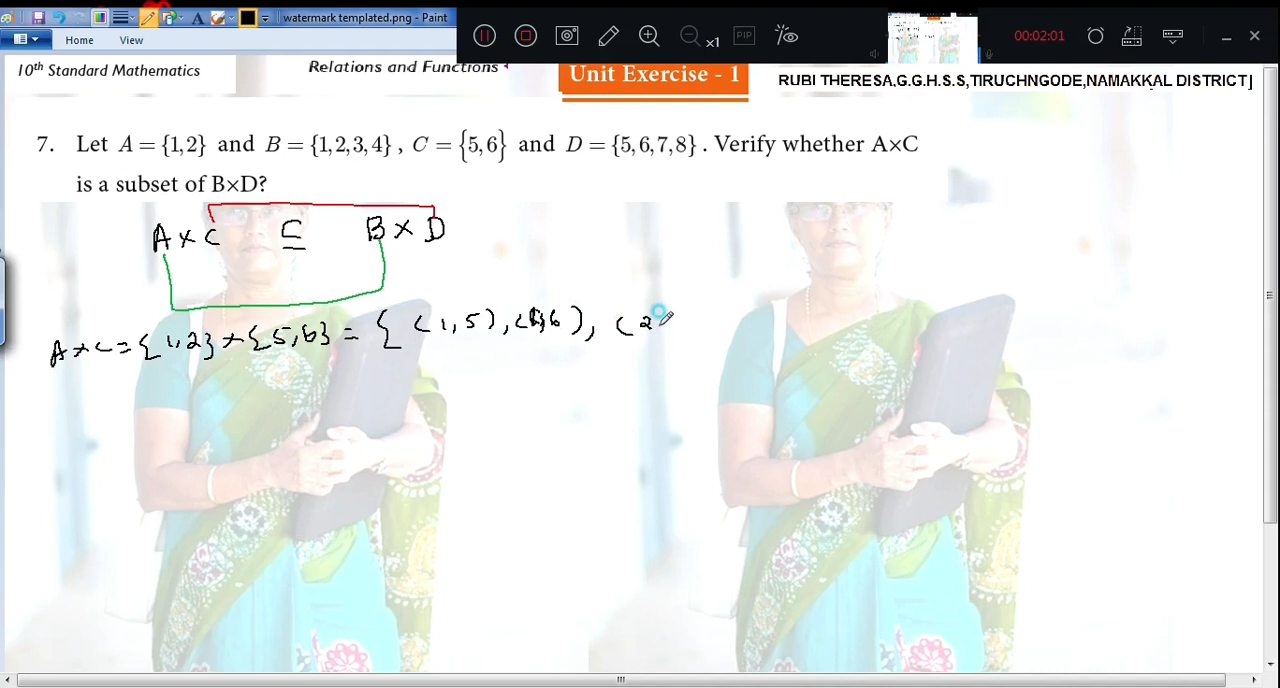 watermark templated.png - Paint
Home View
x1 PIP 00:02:01
10th Standard Mathematics Relations and Functions Unit Exercise - 1 RUBI THERESA,G.G.H.S.S,TIRUCHNGODE,NAMAKKAL DISTRICT]
7. Let A = {1,2} and B = {1,2,3,4} , C = {5,6} and D = {5,6,7,8} . Verify whether A×C
is a subset of B×D?
A × C ⊆ B × D
A × C = {1,2} × {5,6} = { (1,5), ( ,6 ), (2